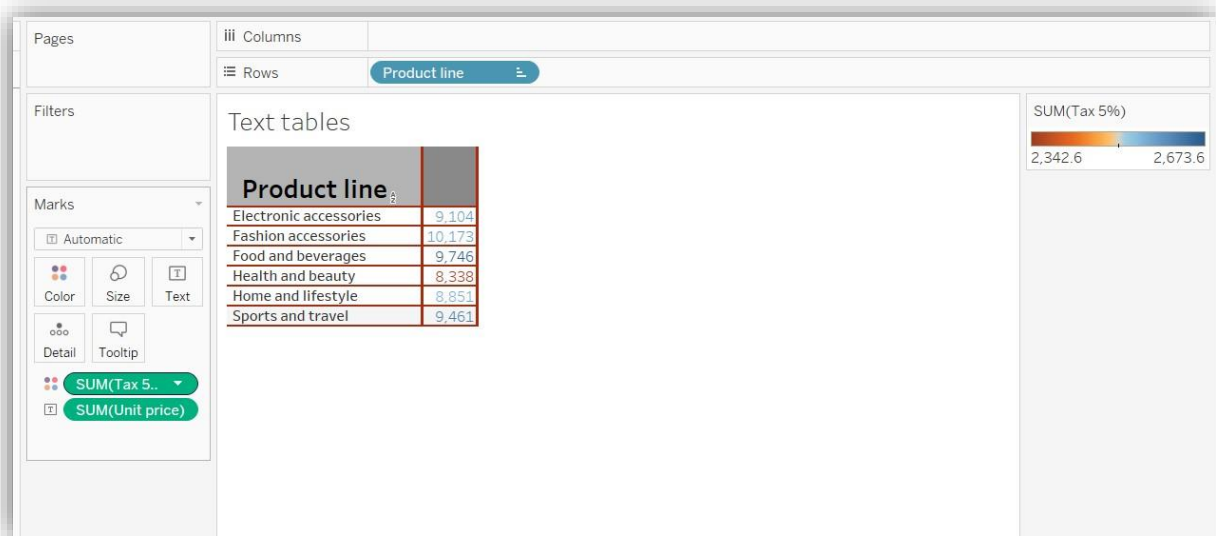 Pages
iii Columns
Rows Product line
Filters
Text tables
SUM(Tax 5%)
2,342.6 2,673.6
Product line
Electronic accessories 9,104
Fashion accessories 10,173
Food and beverages 9,746
Health and beauty 8,338
Home and lifestyle 8,851
Sports and travel 9,461
Marks
T Automatic
Color Size T Text
Detail Tooltip
SUM(Tax 5..
T SUM(Unit price)